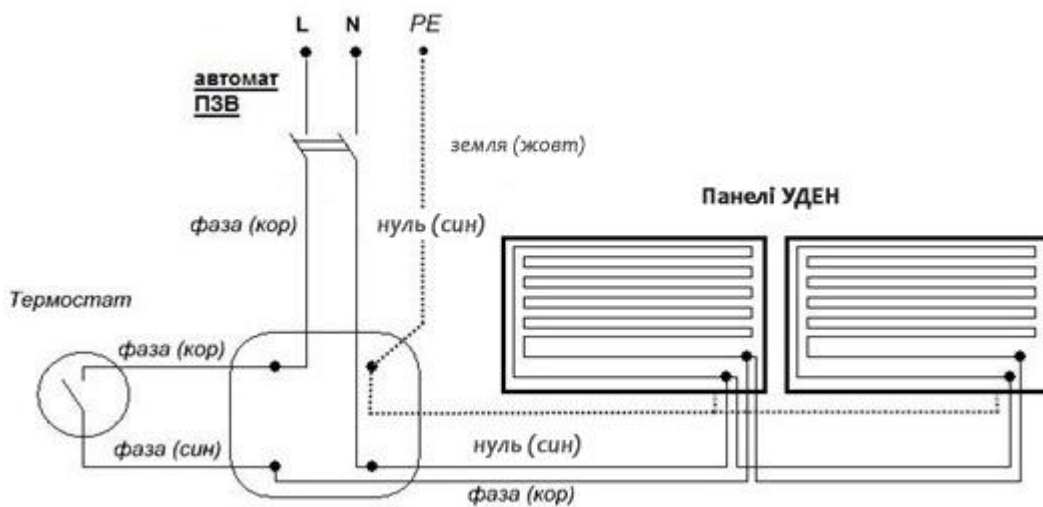 L N PE
автомат
ПЗВ
земля (жовт)
Панелі УДЕН
фаза (кор)
нуль (син)
Термостат
фаза (кор)
фаза (син)
нуль (син)
фаза (кор)